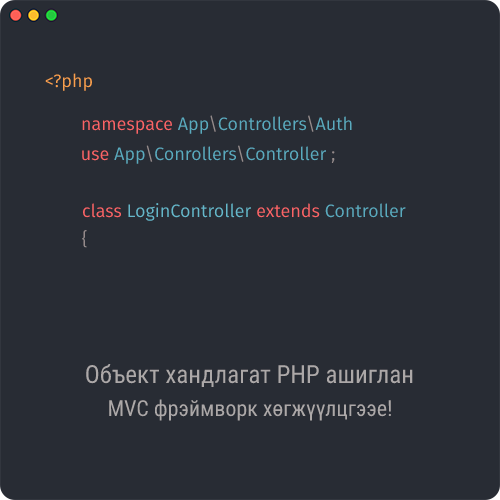 <?php
namespace App\Controllers\Auth
use App\Conrollers\Controller ;
class LoginController extends Controller
{
Объект хандлагат PHP ашиглан
MVC фрэймворк хөгжүүлцгээе!